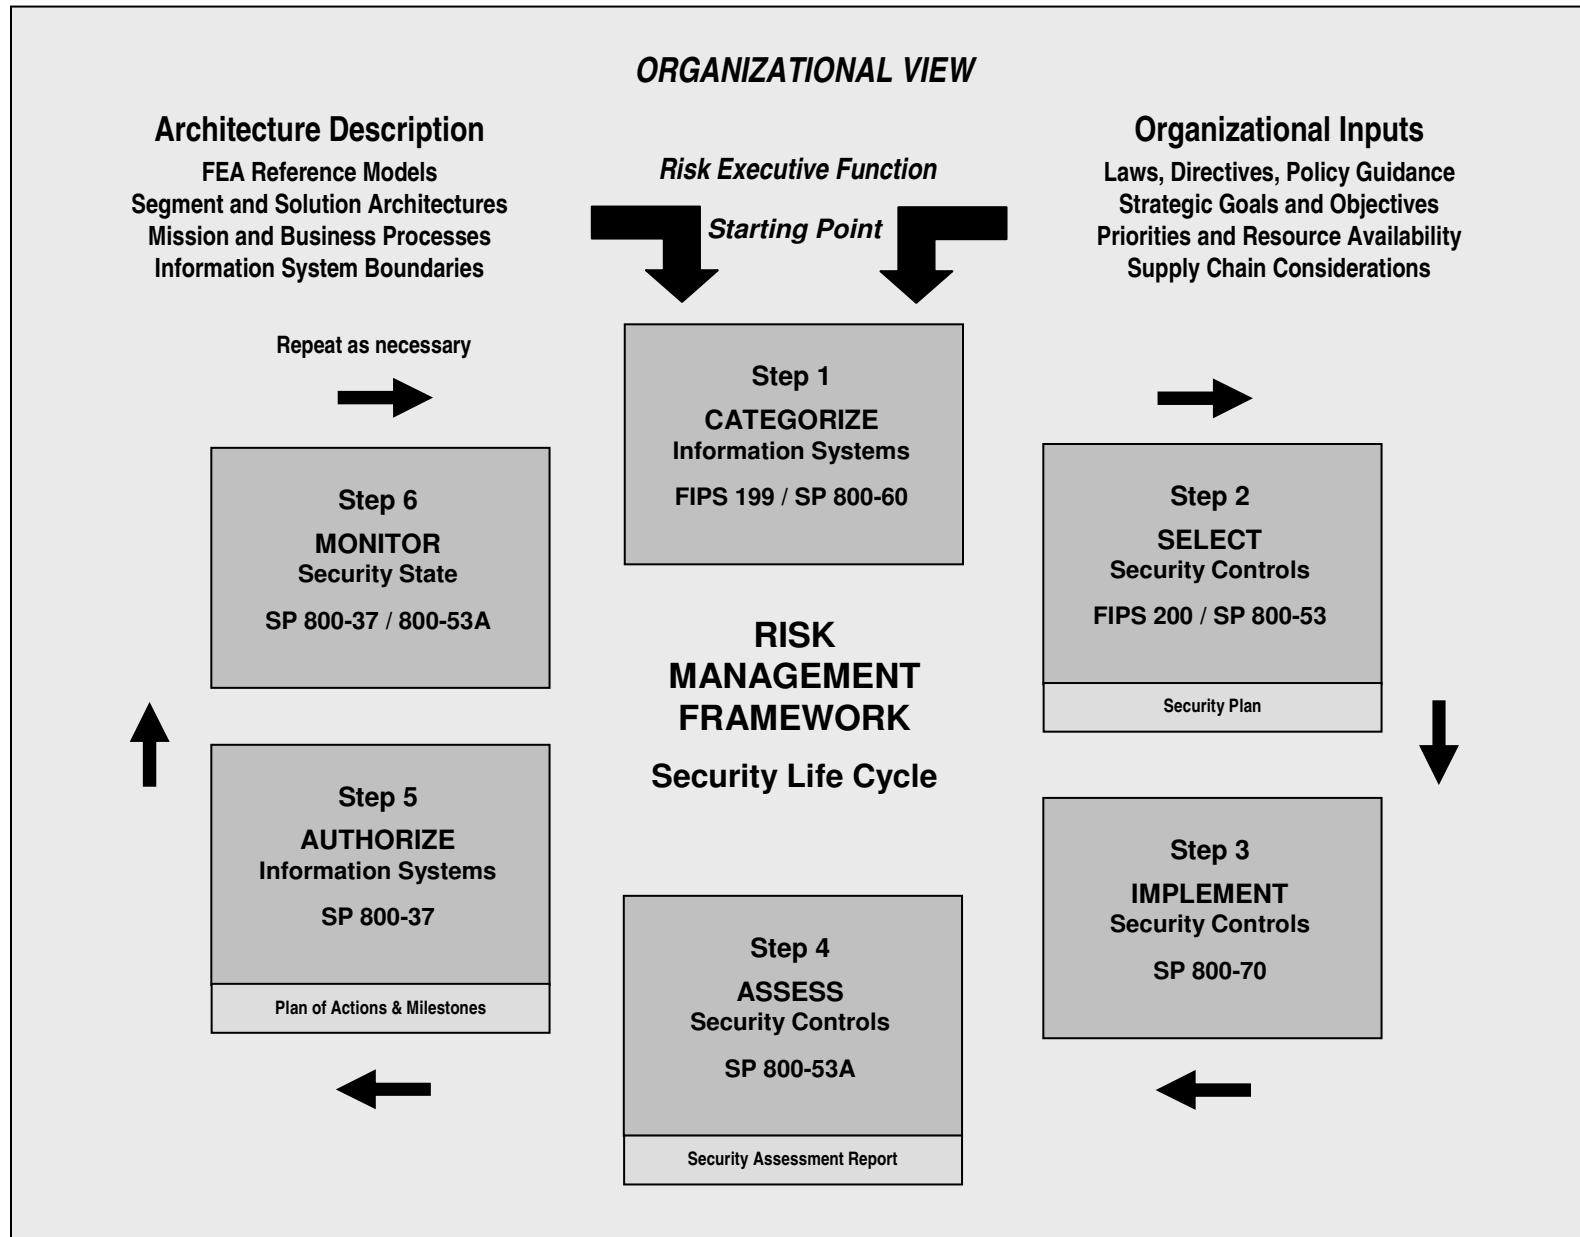 ORGANIZATIONAL VIEW
Architecture Description
FEA Reference Models
Segment and Solution Architectures
Mission and Business Processes
Information System Boundaries
Risk Executive Function
Starting Point
Organizational Inputs
Laws, Directives, Policy Guidance
Strategic Goals and Objectives
Priorities and Resource Availability
Supply Chain Considerations
Repeat as necessary
Step 1
CATEGORIZE
Information Systems
FIPS 199 / SP 800-60
Step 2
SELECT
Security Controls
FIPS 200 / SP 800-53
Security Plan
Step 3
IMPLEMENT
Security Controls
SP 800-70
Step 4
ASSESS
Security Controls
SP 800-53A
Security Assessment Report
Step 5
AUTHORIZE
Information Systems
SP 800-37
Plan of Actions & Milestones
Step 6
MONITOR
Security State
SP 800-37 / 800-53A
RISK
MANAGEMENT
FRAMEWORK
Security Life Cycle